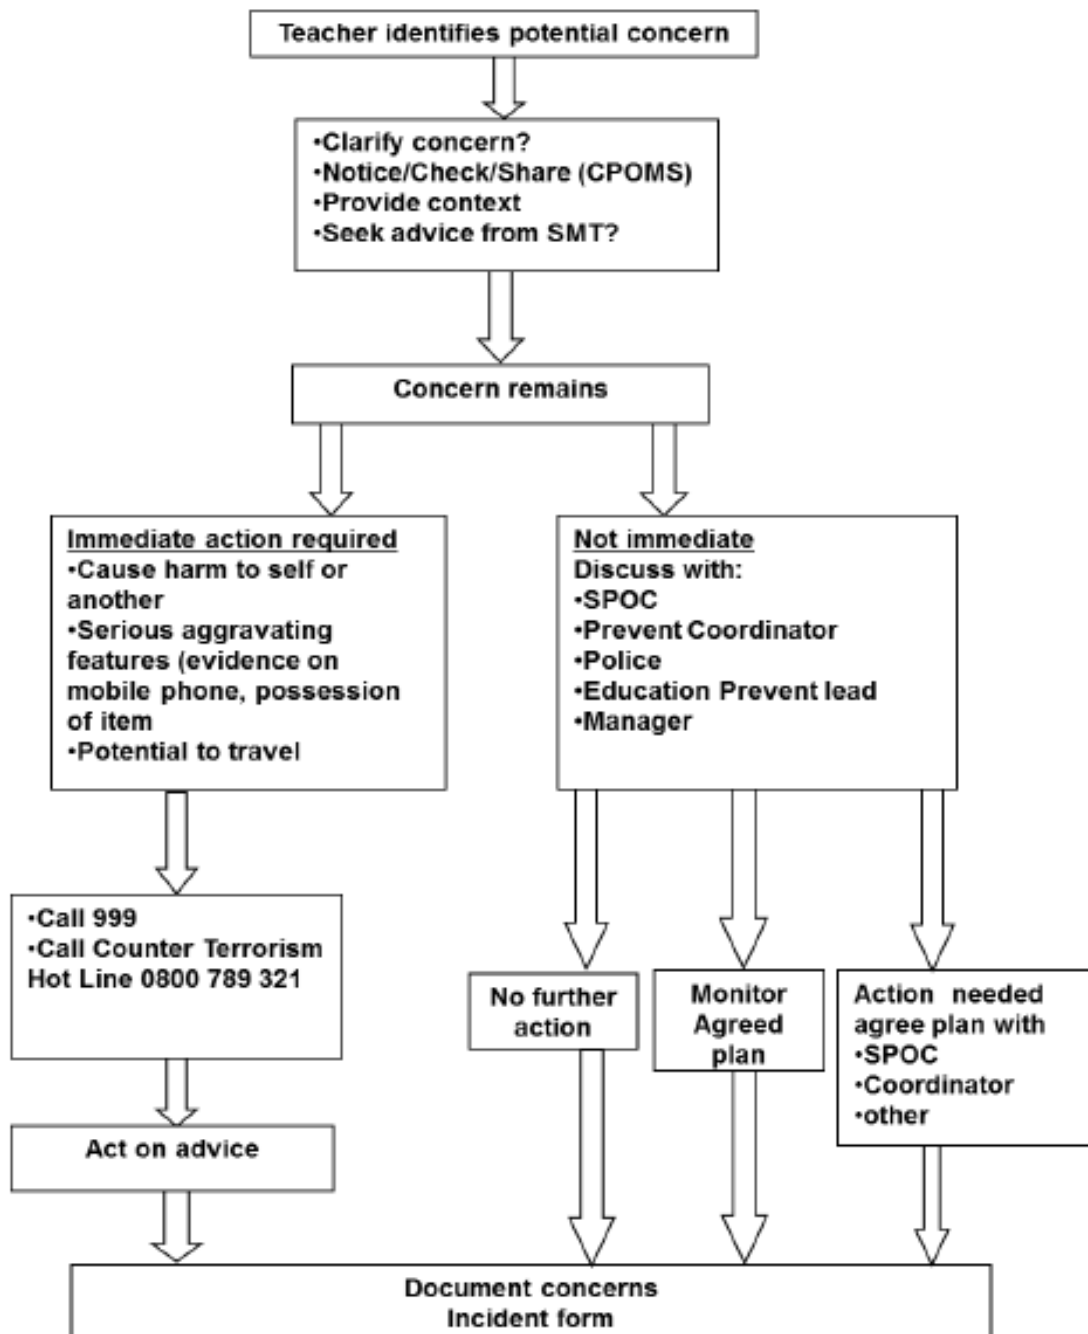 Teacher identifies potential concern
•Clarify concern?
•Notice/Check/Share (CPOMS)
•Provide context
•Seek advice from SMT?
Concern remains
Immediate action required
•Cause harm to self or
another
•Serious aggravating
features (evidence on
mobile phone, possession
of item
•Potential to travel
Not immediate
Discuss with:
•SPOC
•Prevent Coordinator
•Police
•Education Prevent lead
•Manager
•Call 999
•Call Counter Terrorism
Hot Line 0800 789 321
Act on advice
No further
action
Monitor
Agreed
plan
Action needed
agree plan with
•SPOC
•Coordinator
•other
Document concerns
Incident form